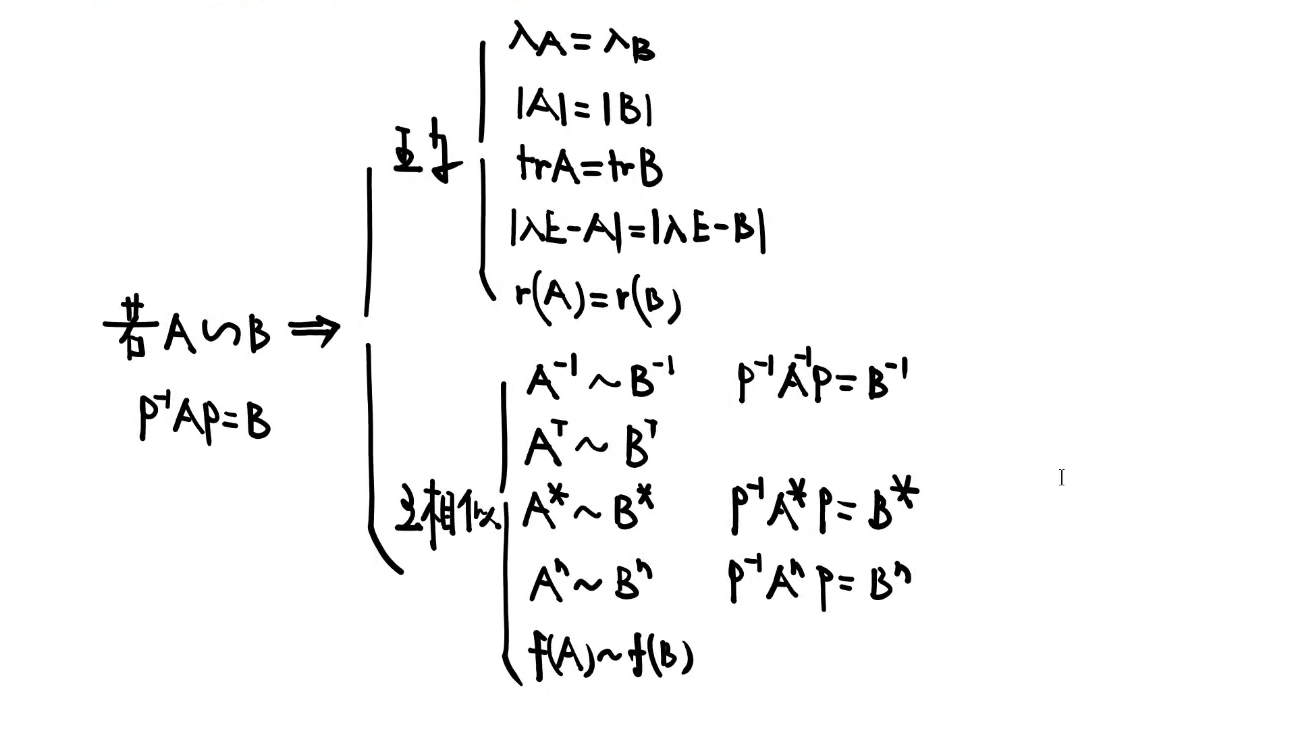 λA=λB
|A|=|B|
trA=trB
|λE-A|=|λE-B|
r(A)=r(B)
若A∽B ⇒
P⁻¹AP=B
相似
A⁻¹~B⁻¹ P⁻¹A⁻¹P=B⁻¹
Aᵀ~Bᵀ
A*~B* P⁻¹A*P=B*
Aⁿ~Bⁿ P⁻¹AⁿP=Bⁿ
f(A)~f(B)